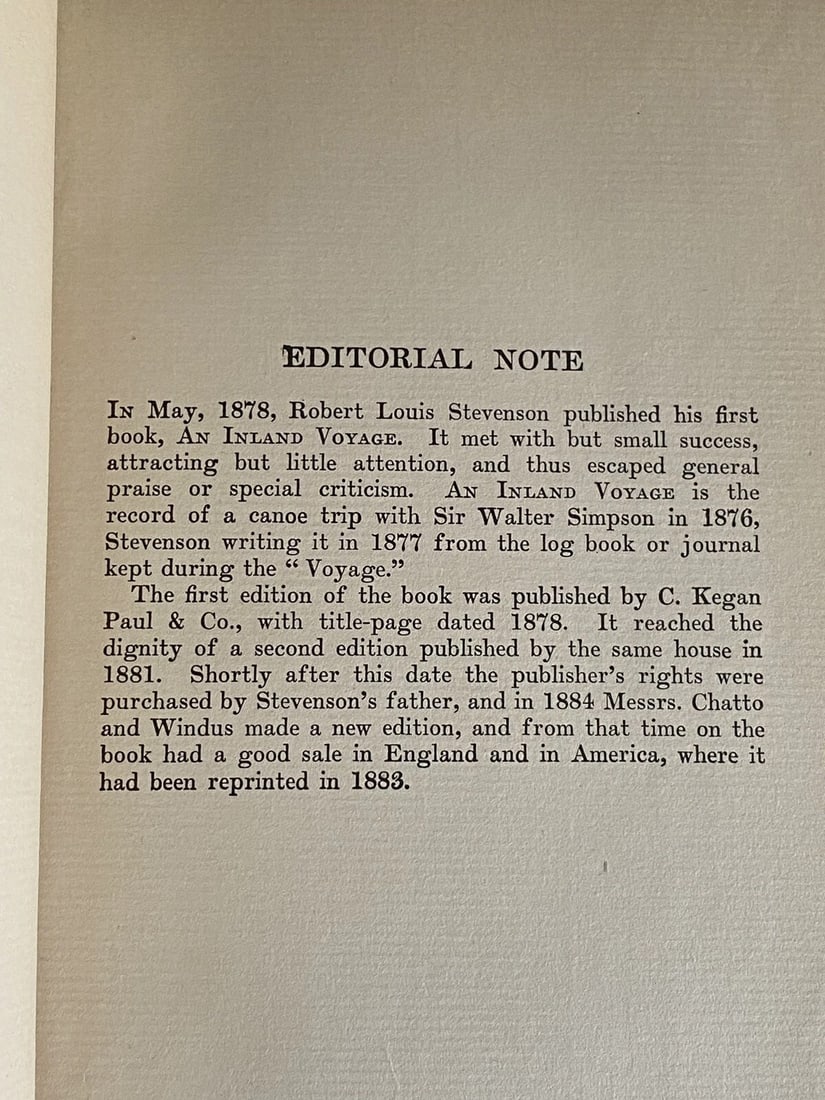 EDITORIAL NOTE
IN May, 1878, Robert Louis Stevenson published his first
book, AN INLAND VOYAGE. It met with but small success,
attracting but little attention, and thus escaped general
praise or special criticism. AN INLAND VOYAGE is the
record of a canoe trip with Sir Walter Simpson in 1876,
Stevenson writing it in 1877 from the log book or journal
kept during the “ Voyage.”
The first edition of the book was published by C. Kegan
Paul & Co., with title-page dated 1878. It reached the
dignity of a second edition published by the same house in
1881. Shortly after this date the publisher’s rights were
purchased by Stevenson’s father, and in 1884 Messrs. Chatto
and Windus made a new edition, and from that time on the
book had a good sale in England and in America, where it
had been reprinted in 1883.